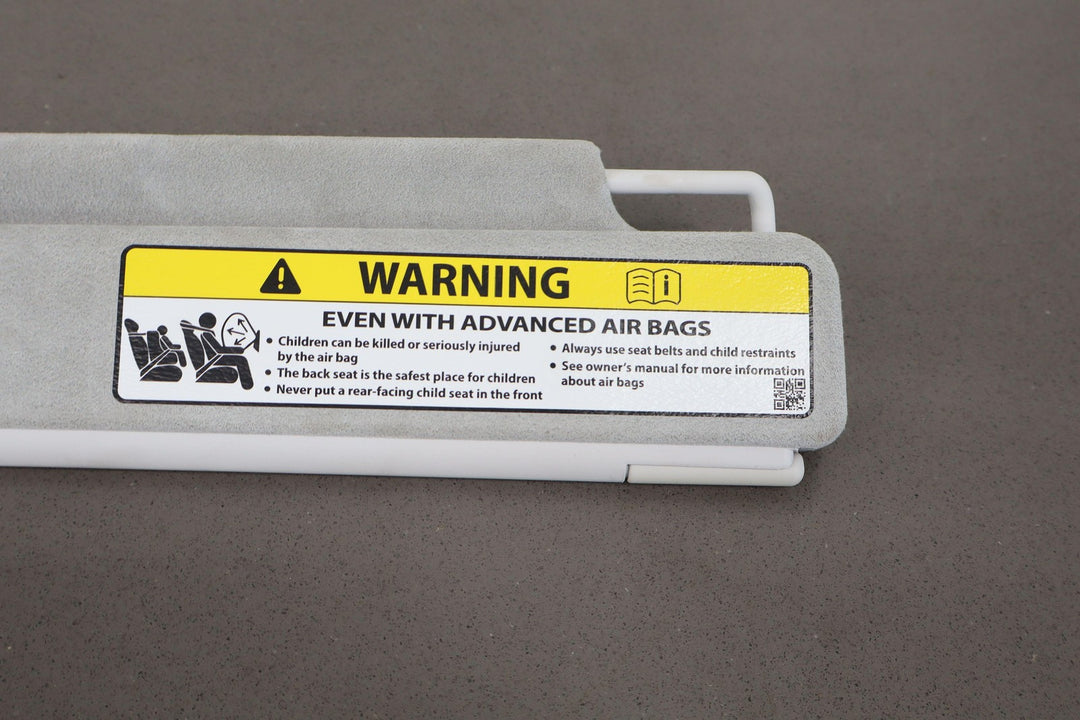 WARNING
EVEN WITH ADVANCED AIR BAGS
• Children can be killed or seriously injured
by the air bag
• The back seat is the safest place for children
• Never put a rear-facing child seat in the front
• Always use seat belts and child restraints
• See owner's manual for more information
about air bags